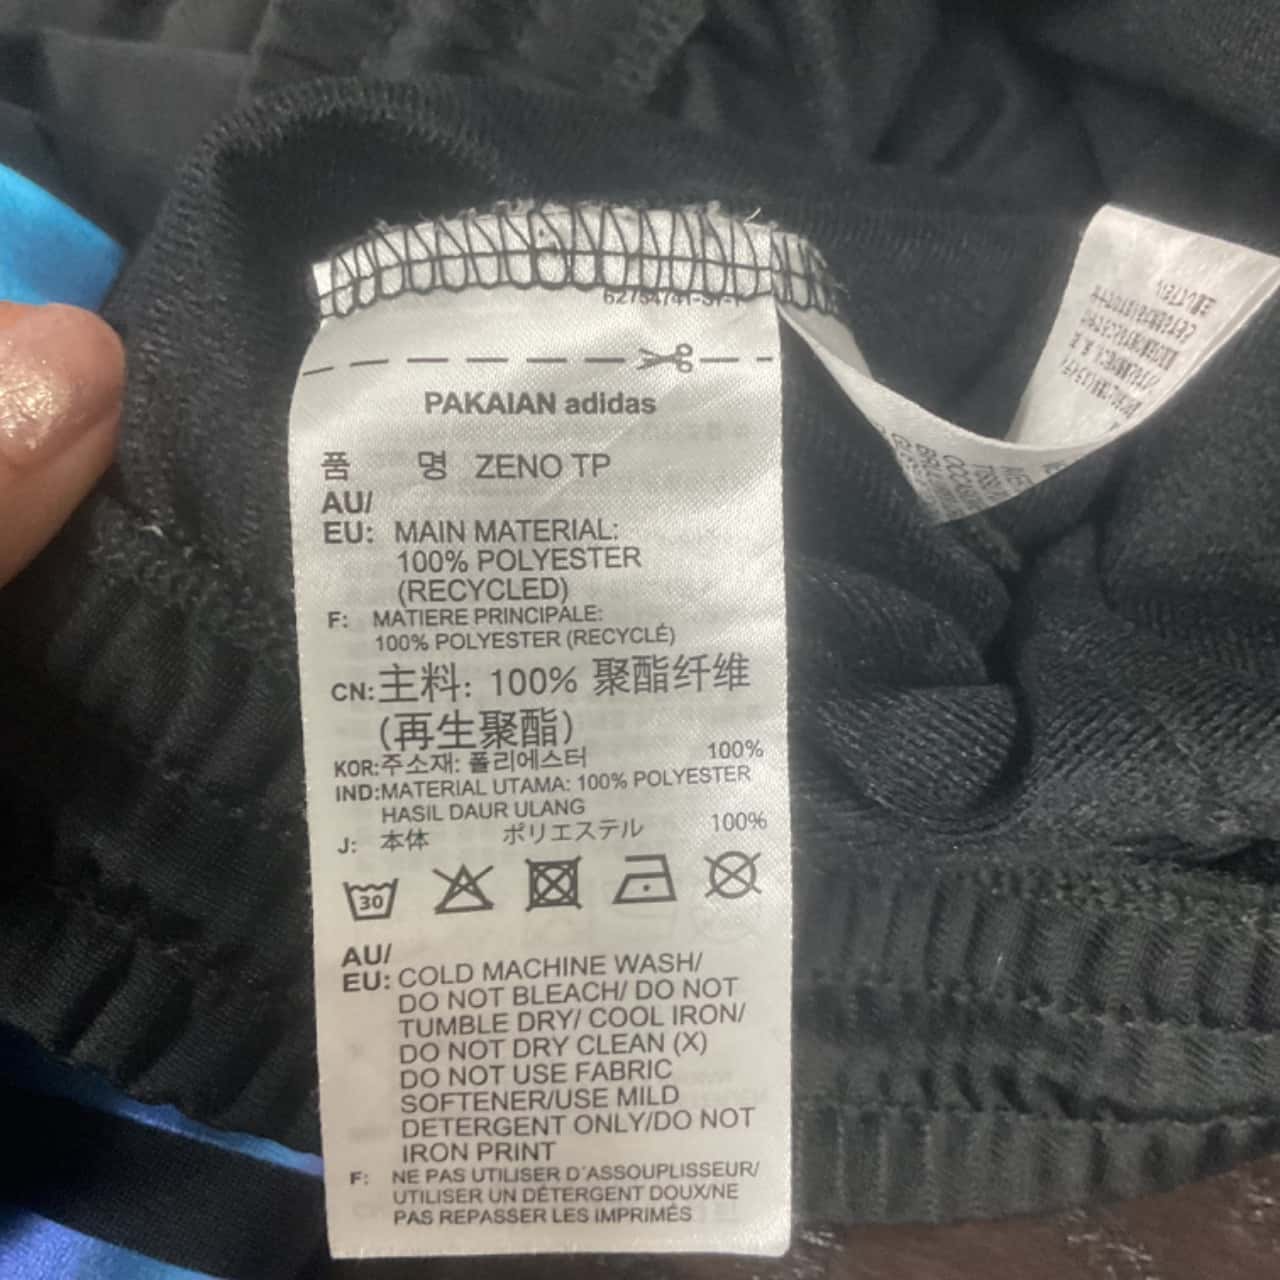 PAKAIAN adidas
품 명 ZENO TP
AU/
EU: MAIN MATERIAL:
100% POLYESTER
(RECYCLED)
F: MATIERE PRINCIPALE:
100% POLYESTER (RECYCLÉ)
CN: 主料: 100% 聚酯纤维
(再生聚酯)
KOR:주소재: 폴리에스터 100%
IND:MATERIAL UTAMA: 100% POLYESTER
HASIL DAUR ULANG
J: 本体 ポリエステル 100%
30
AU/
EU: COLD MACHINE WASH/
DO NOT BLEACH/ DO NOT
TUMBLE DRY/ COOL IRON/
DO NOT DRY CLEAN (X)
DO NOT USE FABRIC
SOFTENER/USE MILD
DETERGENT ONLY/DO NOT
IRON PRINT
F: NE PAS UTILISER D'ASSOUPLISSEUR/
UTILISER UN DÉTERGENT DOUX/NE
PAS REPASSER LES IMPRIMÉS